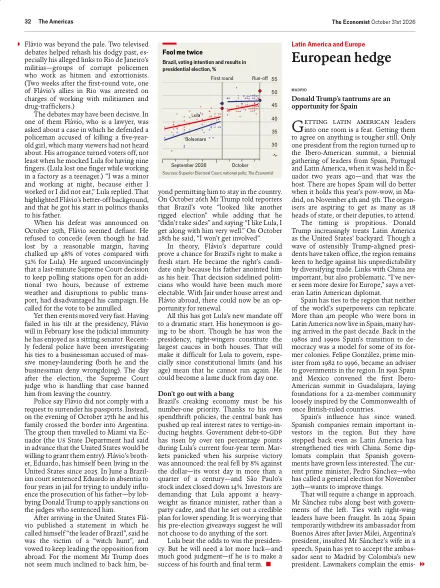 32 The Americas
The Economist October 31st 2026
Flávio was beyond the pale. Two televised
debates helped rehash his dodgy past, es-
pecially his alleged links to Rio de Janeiro's
militias—groups of corrupt policemen
who work as hitmen and extortionists.
(Two weeks after the first-round vote, one
of Flávio's allies in Rio was arrested on
charges of working with militiamen and
drug-traffickers.)
The debates may have been decisive. In
one of them Flávio, who is a lawyer, was
asked about a case in which he defended a
policeman accused of killing a five-year-
old girl, which many viewers had not heard
about. His arrogance turned voters off, not
least when he mocked Lula for having nine
fingers. (Lula lost one finger while working
in a factory as a teenager.) "I was a minor
and working at night, because either I
worked or I did not eat," Lula replied. That
highlighted Flávio's better-off background,
and that he got his start in politics thanks
to his father.
When his defeat was announced on
October 25th, Flávio seemed defiant. He
refused to concede (even though he had
lost by a reasonable margin, having
chalked up 48% of votes compared with
52% for Lula). He argued unconvincingly
that a last-minute Supreme Court decision
to keep polling stations open for an addi-
tional two hours, because of extreme
weather and disruptions to public trans-
port, had disadvantaged his campaign. He
called for the vote to be annulled.
Yet then events moved very fast. Having
failed in his tilt at the presidency, Flávio
will in February lose the judicial immunity
he has enjoyed as a sitting senator. Recent-
ly federal police have been investigating
his ties to a businessman accused of mas-
sive money-laundering (both he and the
businessman deny wrongdoing). The day
after the election, the Supreme Court
judge who is handling that case banned
him from leaving the country.
Police say Flávio did not comply with a
request to surrender his passports. Instead,
on the evening of October 27th he and his
family crossed the border into Argentina.
The group then travelled to Miami via Ec-
uador (the US State Department had said
in advance that the United States would be
willing to grant them entry). Flávio's broth-
er, Eduardo, has himself been living in the
United States since 2025. In June a Brazil-
ian court sentenced Eduardo in absentia to
four years in jail for trying to unduly influ-
ence the prosecution of his father—by lob-
bying Donald Trump to apply sanctions on
the judges who sentenced him.
After arriving in the United States Flá-
vio published a statement in which he
called himself "the leader of Brazil", said he
was the victim of a "witch hunt", and
vowed to keep leading the opposition from
abroad. For the moment Mr Trump does
not seem much inclined to back him, be-
Fool me twice
Brazil, voting intention and results in
presidential election, %
First round
Run-off
55
50
45
40
35
30
Lula
Bolsonaro
September 2026
October
Sources: Superior Electoral Court; national polls; The Economist
yond permitting him to stay in the country.
On October 26th Mr Trump told reporters
that Brazil's vote "looked like another
rigged election" while adding that he
"didn't take sides" and saying "I like Lula, I
get along with him very well." On October
28th he said, "I won't get involved".
In theory, Flávio's departure could
prove a chance for Brazil's right to make a
fresh start. He became the right's candi-
date only because his father anointed him
as his heir. That decision sidelined politi-
cians who would have been much more
electable. With Jair under house arrest and
Flávio abroad, there could now be an op-
portunity for renewal.
All this has got Lula's new mandate off
to a dramatic start. His honeymoon is go-
ing to be short. Though he has won the
presidency, right-wingers constitute the
largest caucus in both houses. That will
make it difficult for Lula to govern, espe-
cially since constitutional limits (and his
age) mean that he cannot run again. He
could become a lame duck from day one.
Don't go out with a bang
Brazil's creaking economy must be his
number-one priority. Thanks to his own
spendthrift policies, the central bank has
pushed up real interest rates to vertigo-in-
ducing heights. Government debt-to-GDP
has risen by over ten percentage points
during Lula's current four-year term. Mar-
kets panicked when his surprise victory
was announced: the real fell by 8% against
the dollar—its worst day in more than a
quarter of a century—and São Paulo's
stock index closed down 14%. Investors are
demanding that Lula appoint a heavy-
weight as finance minister, rather than a
party cadre, and that he set out a credible
plan for lower spending. It is worrying that
his pre-election giveaways suggest he will
not choose to do anything of the sort.
Lula beat the odds to win the presiden-
cy. But he will need a lot more luck—and
much good judgment—if he is to make a
success of his fourth and final term. ■
Latin America and Europe
European hedge
MADRID
Donald Trump's tantrums are an
opportunity for Spain
GETTING LATIN AMERICAN leaders
into one room is a feat. Getting them
to agree on anything is tougher still. Only
one president from the region turned up to
the Ibero-American summit, a biennial
gathering of leaders from Spain, Portugal
and Latin America, when it was held in Ec-
uador two years ago—and that was the
host. There are hopes Spain will do better
when it holds this year's pow-wow, in Ma-
drid, on November 4th and 5th. The organ-
isers are aspiring to get as many as 18
heads of state, or their deputies, to attend.
The timing is propitious. Donald
Trump increasingly treats Latin America
as the United States' backyard. Though a
wave of ostensibly Trump-aligned presi-
dents have taken office, the region remains
keen to hedge against his unpredictability
by diversifying trade. Links with China are
important, but also problematic. "I've nev-
er seen more desire for Europe," says a vet-
eran Latin American diplomat.
Spain has ties to the region that neither
of the world's superpowers can replicate.
More than 4m people who were born in
Latin America now live in Spain, many hav-
ing arrived in the past decade. Back in the
1980s and 1990s Spain's transition to de-
mocracy was a model for some of its for-
mer colonies. Felipe González, prime min-
ister from 1982 to 1996, became an adviser
to governments in the region. In 1991 Spain
and Mexico convened the first Ibero-
American summit in Guadalajara, laying
foundations for a 22-member community
loosely inspired by the Commonwealth of
once British-ruled countries.
Spain's influence has since waned.
Spanish companies remain important in-
vestors in the region. But they have
stepped back even as Latin America has
strengthened ties with China. Some dip-
lomats complain that Spanish govern-
ments have grown less interested. The cur-
rent prime minister, Pedro Sánchez—who
has called a general election for November
29th—wants to improve things.
That will require a change in approach.
Mr Sánchez rubs along best with govern-
ments of the left. Ties with right-wing
leaders have been fraught. In 2024 Spain
temporarily withdrew its ambassador from
Buenos Aires after Javier Milei, Argentina's
president, insulted Mr Sánchez's wife in a
speech. Spain has yet to accept the ambas-
sador sent to Madrid by Colombia's new
president. Lawmakers complain the emis-